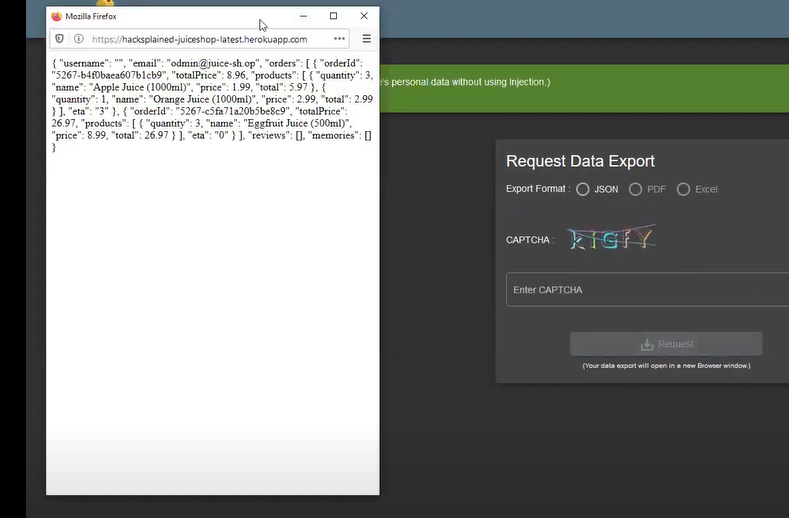 Mozilla Firefox
https://hacksplained-juiceshop-latest.herokuapp.com
{ "username": "", "email": "odmin@juice-sh.op", "orders": [ { "orderId":
"5267-b4f0baea607b1cb9", "totalPrice": 8.96, "products": [ { "quantity": 3,
"name": "Apple Juice (1000ml)", "price": 1.99, "total": 5.97 }, {
"quantity": 1, "name": "Orange Juice (1000ml)", "price": 2.99, "total": 2.99
} ], "eta": "3" }, { "orderId": "5267-c5fa71a20b5be8c9", "totalPrice":
26.97, "products": [ { "quantity": 3, "name": "Eggfruit Juice (500ml)",
"price": 8.99, "total": 26.97 } ], "eta": "0" } ], "reviews": [], "memories": []
}
e's personal data without using Injection.)
Request Data Export
Export Format : JSON PDF Excel
CAPTCHA : kIGfY
Enter CAPTCHA
Request
(Your data export will open in a new Browser window.)